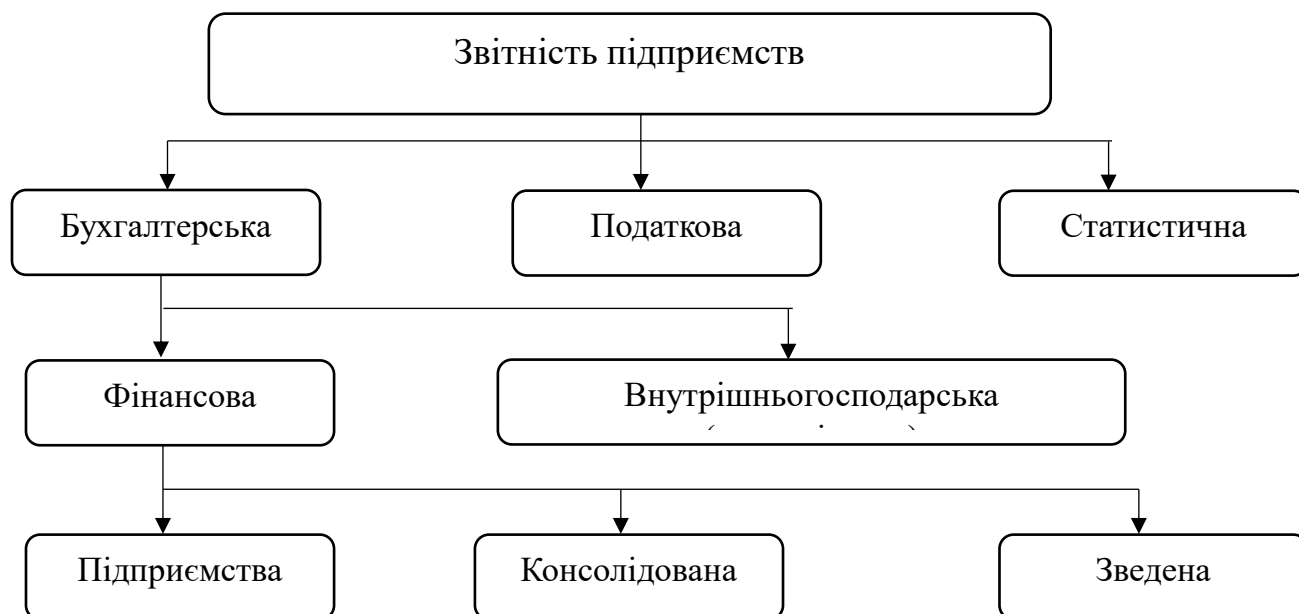 Звітність підприємств
Бухгалтерська
Податкова
Статистична
Фінансова
Внутрішньогосподарська
Підприємства
Консолідована
Зведена